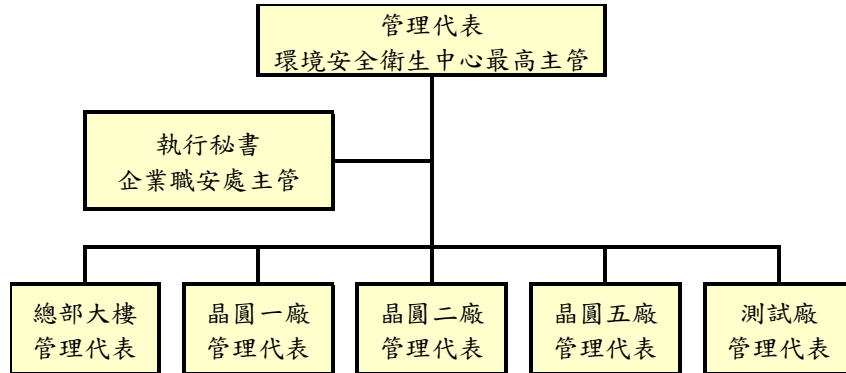 管理代表
環境安全衛生中心最高主管
執行秘書
企業職安處主管
總部大樓
管理代表
晶圓一廠
管理代表
晶圓二廠
管理代表
晶圓五廠
管理代表
測試廠
管理代表